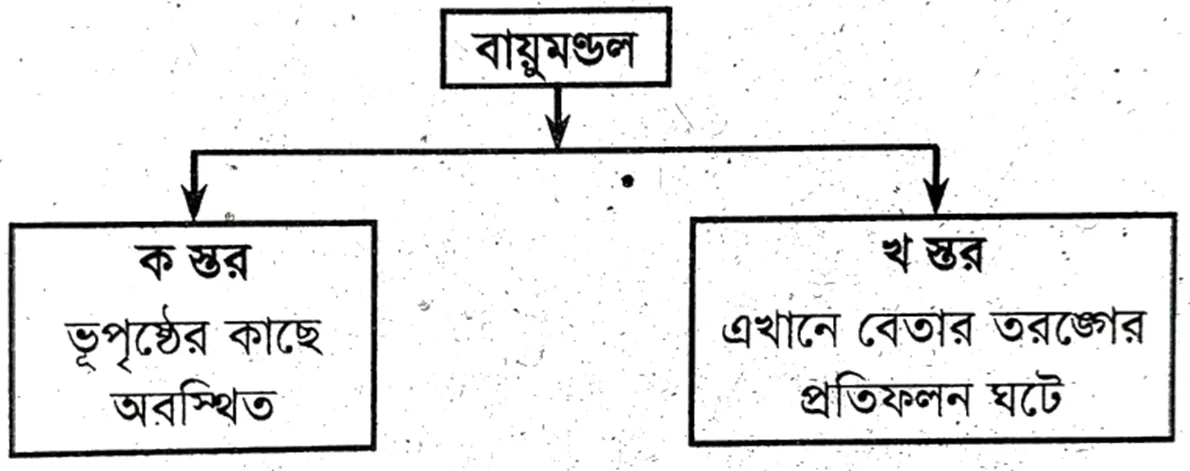 বায়ুমণ্ডল
ক স্তর
ভূপৃষ্ঠের কাছে
অবস্থিত
খ স্তর
এখানে বেতার তরঙ্গের
প্রতিফলন ঘটে